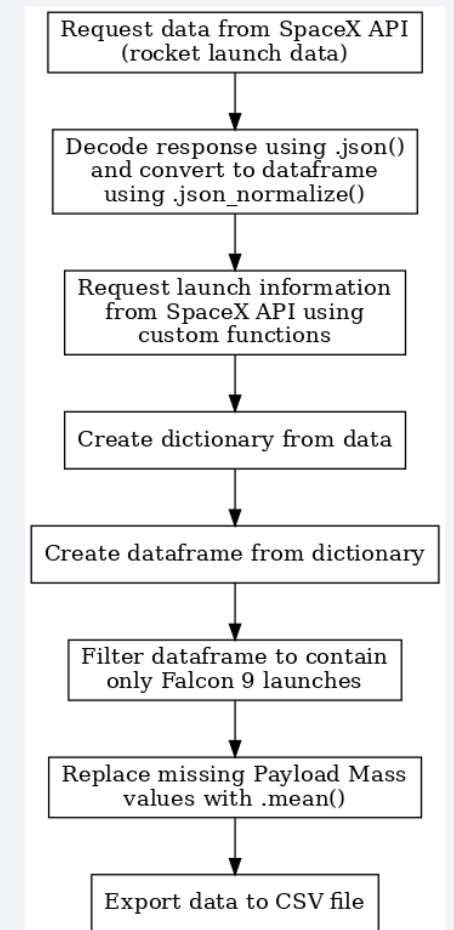 Request data from SpaceX API
(rocket launch data)
Decode response using .json()
and convert to dataframe
using .json_normalize()
Request launch information
from SpaceX API using
custom functions
Create dictionary from data
Create dataframe from dictionary
Filter dataframe to contain
only Falcon 9 launches
Replace missing Payload Mass
values with .mean()
Export data to CSV file